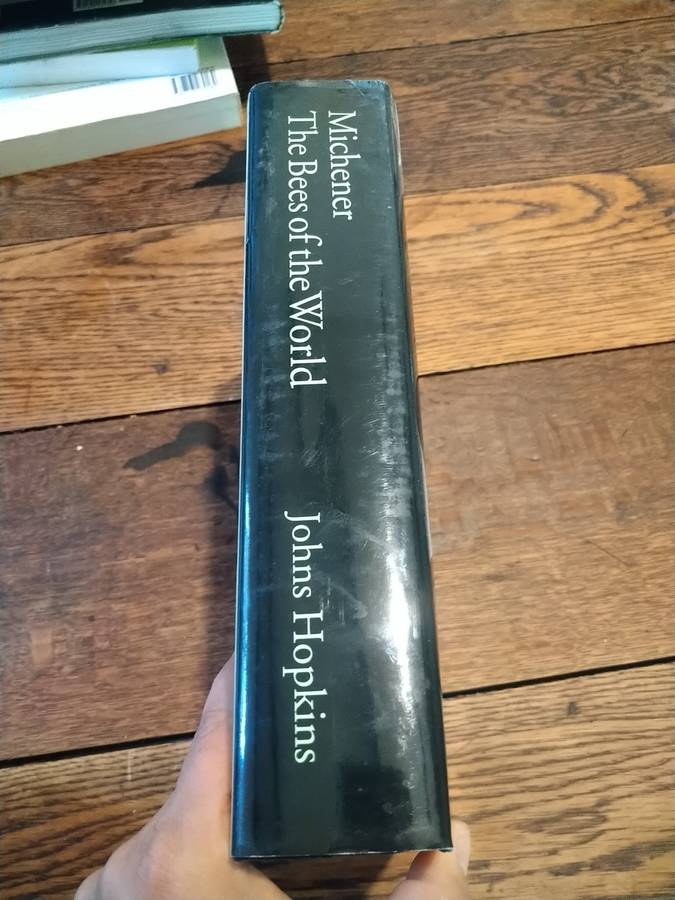 Michener
The Bees of the World
Johns Hopkins